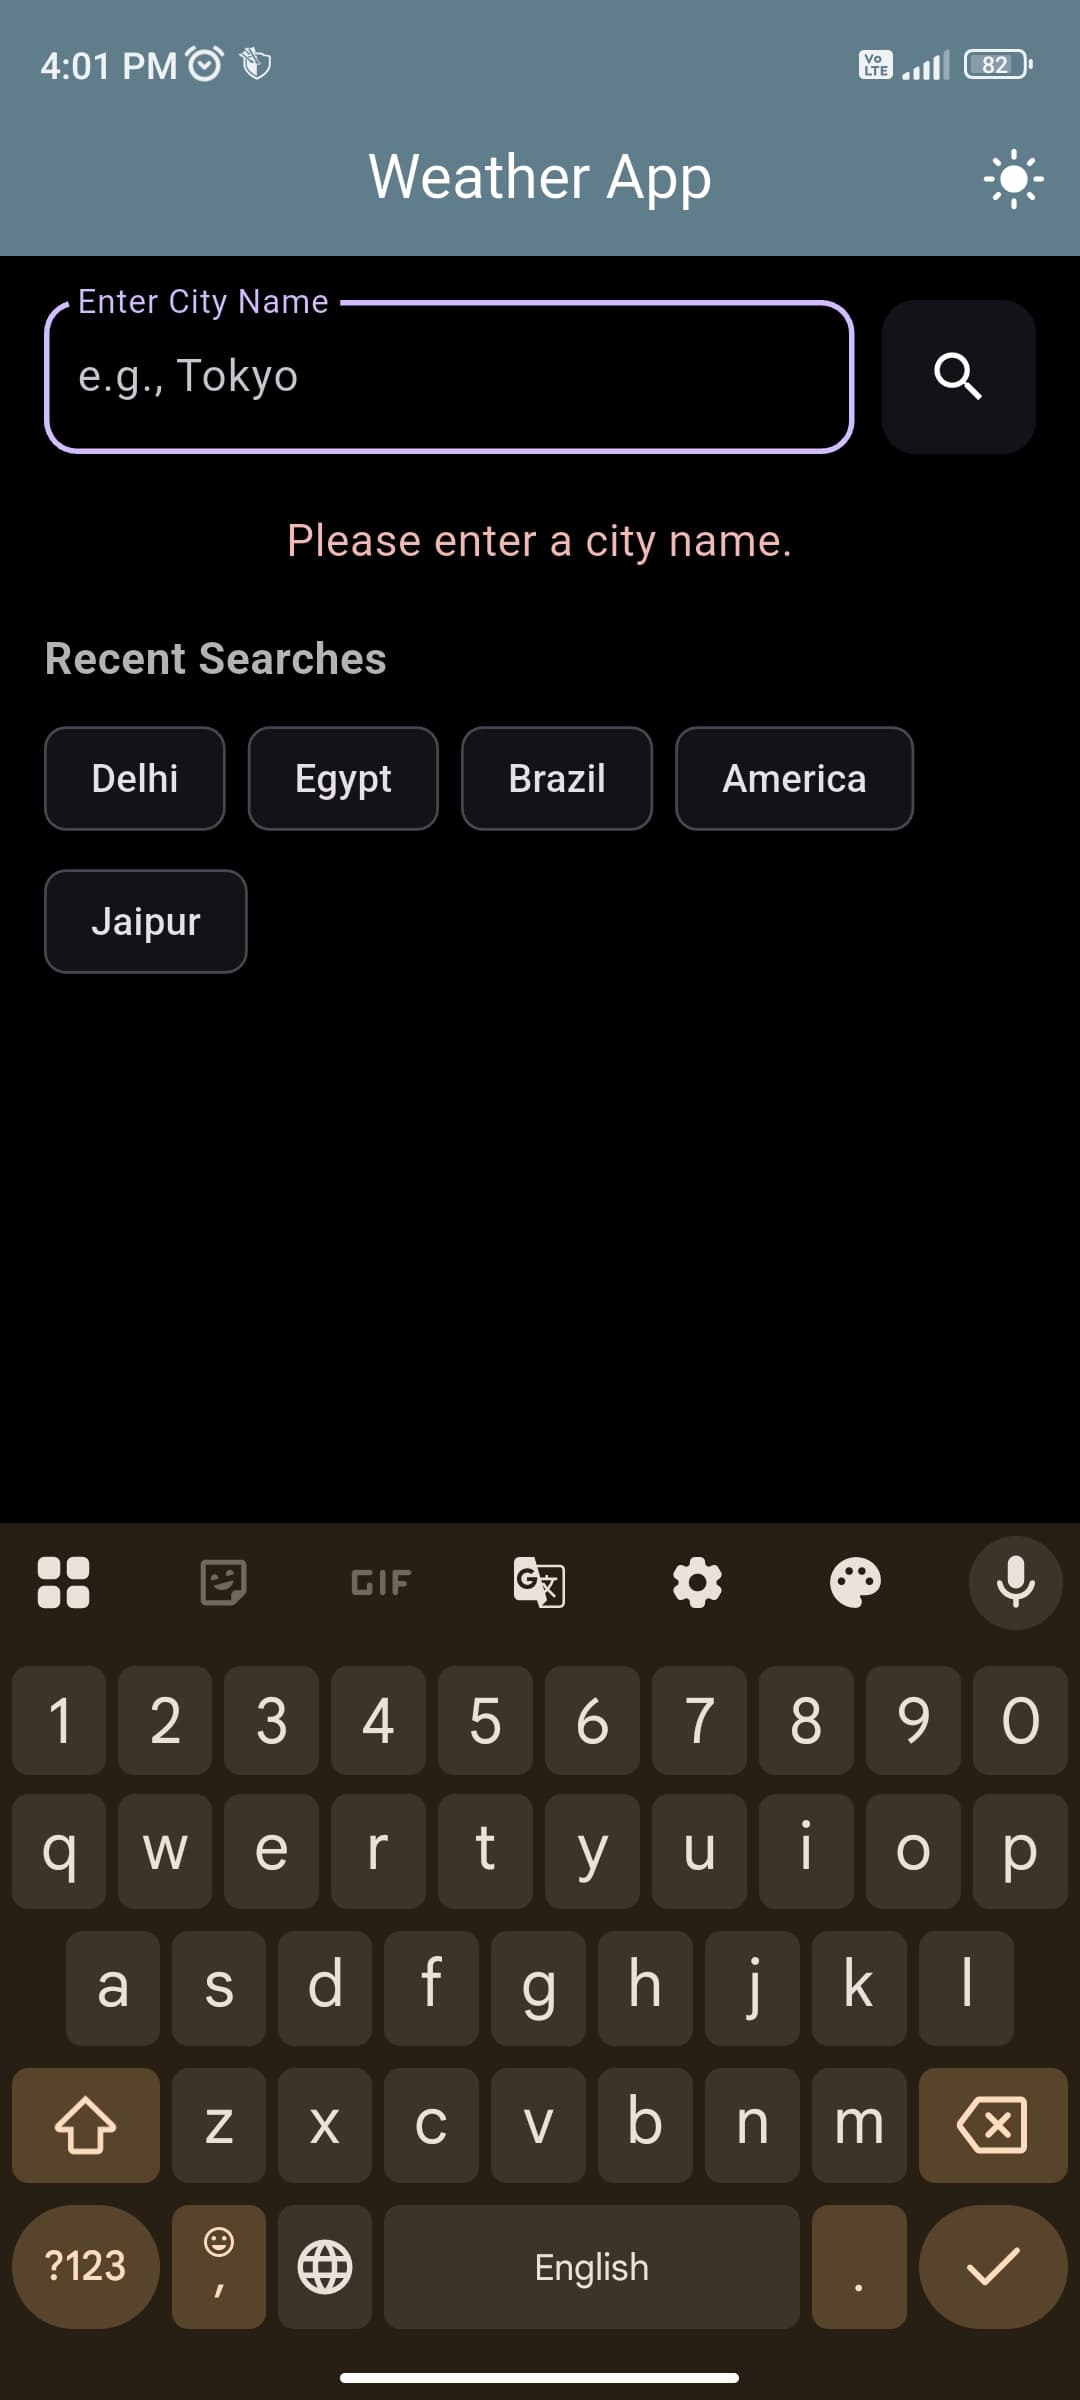 4:01 PM
Vo LTE
82
Weather App
Enter City Name
e.g., Tokyo
Please enter a city name.
Recent Searches
Delhi Egypt Brazil America
Jaipur
GIF
G 文
1 2 3 4 5 6 7 8 9 0
q w e r t y u i o p
a s d f g h j k l
z x c v b n m
?123 , English .